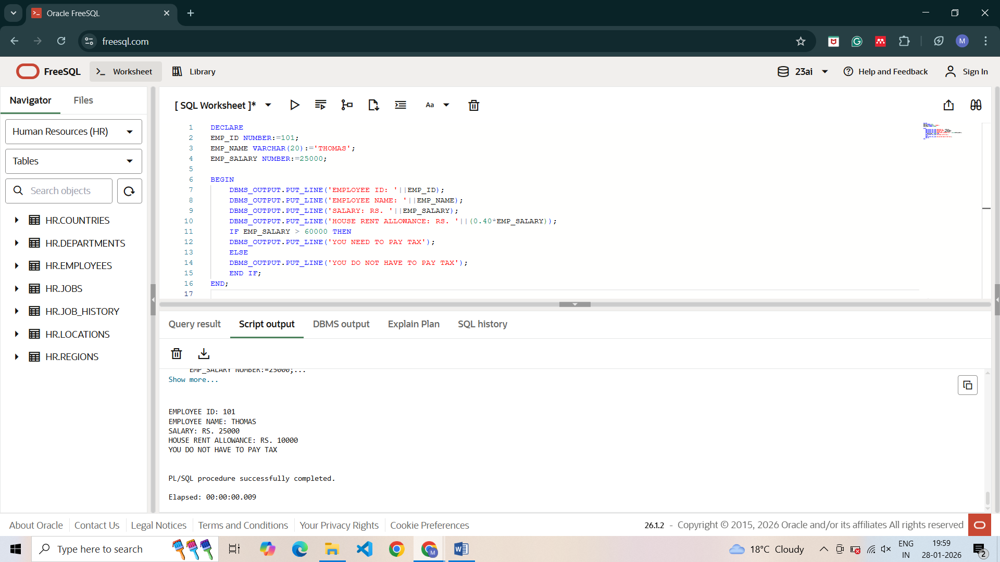 Oracle FreeSQL
freesql.com
M
FreeSQL
Worksheet
Library
23ai
Help and Feedback
Sign In
Navigator
Files
Human Resources (HR)
Tables
Search objects
HR.COUNTRIES
HR.DEPARTMENTS
HR.EMPLOYEES
HR.JOBS
HR.JOB_HISTORY
HR.LOCATIONS
HR.REGIONS
[ SQL Worksheet ]*
Aa
1 DECLARE
2 EMP_ID NUMBER:=101;
3 EMP_NAME VARCHAR(20):='THOMAS';
4 EMP_SALARY NUMBER:=25000;
5
6 BEGIN
7 DBMS_OUTPUT.PUT_LINE('EMPLOYEE ID: '||EMP_ID);
8 DBMS_OUTPUT.PUT_LINE('EMPLOYEE NAME: '||EMP_NAME);
9 DBMS_OUTPUT.PUT_LINE('SALARY: RS. '||EMP_SALARY);
10 DBMS_OUTPUT.PUT_LINE('HOUSE RENT ALLOWANCE: RS. '||(0.40*EMP_SALARY));
11 IF EMP_SALARY > 60000 THEN
12 DBMS_OUTPUT.PUT_LINE('YOU NEED TO PAY TAX');
13 ELSE
14 DBMS_OUTPUT.PUT_LINE('YOU DO NOT HAVE TO PAY TAX');
15 END IF;
16 END;
17
Query result
Script output
DBMS output
Explain Plan
SQL history
EMP_SALARY NUMBER:=25000;...
Show more...
EMPLOYEE ID: 101
EMPLOYEE NAME: THOMAS
SALARY: RS. 25000
HOUSE RENT ALLOWANCE: RS. 10000
YOU DO NOT HAVE TO PAY TAX
PL/SQL procedure successfully completed.
Elapsed: 00:00:00.009
About Oracle
Contact Us
Legal Notices
Terms and Conditions
Your Privacy Rights
Cookie Preferences
26.1.2 - Copyright © 2015, 2026 Oracle and/or its affiliates All rights reserved
Type here to search
18°C Cloudy
ENG
IN
19:59
28-01-2026
2